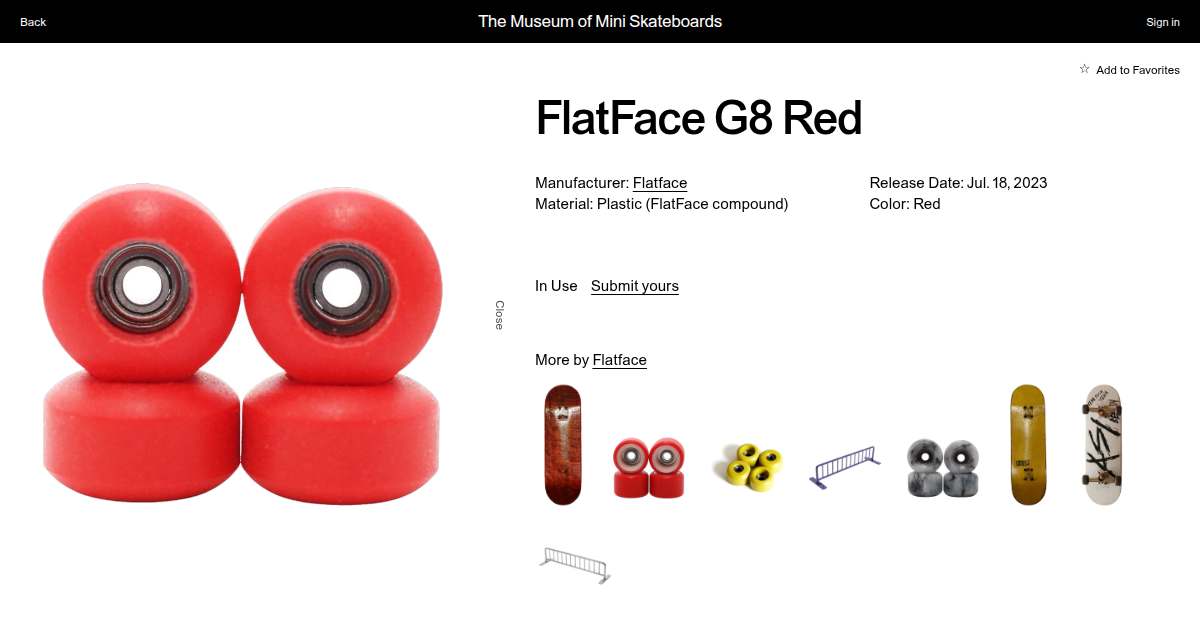 Back
The Museum of Mini Skateboards
Sign in
☆ Add to Favorites
FlatFace G8 Red
Manufacturer: Flatface
Release Date: Jul. 18, 2023
Material: Plastic (FlatFace compound)
Color: Red
In Use Submit yours
Close
More by Flatface